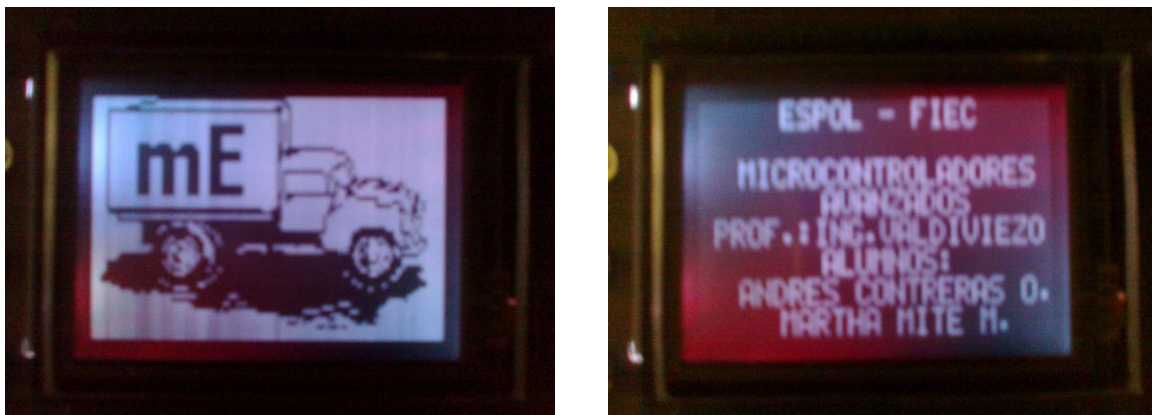 mE
ESPOL - FIEC
MICROCONTROLADORES
AVANZADOS
PROF.:ING.VALDIVIEZO
ALUMNOS:
ANDRES CONTRERAS O.
MARTHA MITE M.